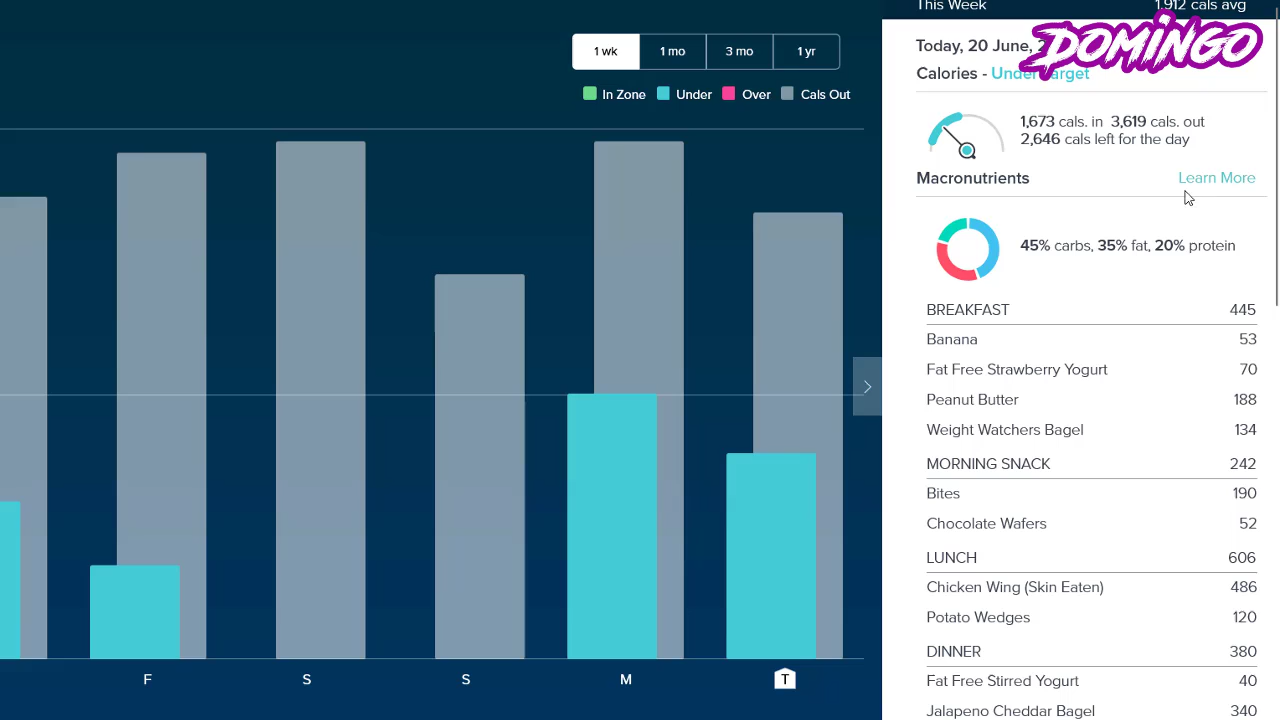 This Week 1,912 cals avg
1 wk 1 mo 3 mo 1 yr
In Zone Under Over Cals Out
Today, 20 June,
DOMINGO
Calories - Under target
1,673 cals. in 3,619 cals. out
2,646 cals left for the day
Macronutrients Learn More
45% carbs, 35% fat, 20% protein
BREAKFAST 445
Banana 53
Fat Free Strawberry Yogurt 70
Peanut Butter 188
Weight Watchers Bagel 134
MORNING SNACK 242
Bites 190
Chocolate Wafers 52
LUNCH 606
Chicken Wing (Skin Eaten) 486
Potato Wedges 120
DINNER 380
Fat Free Stirred Yogurt 40
Jalapeno Cheddar Bagel 340
F S S M T